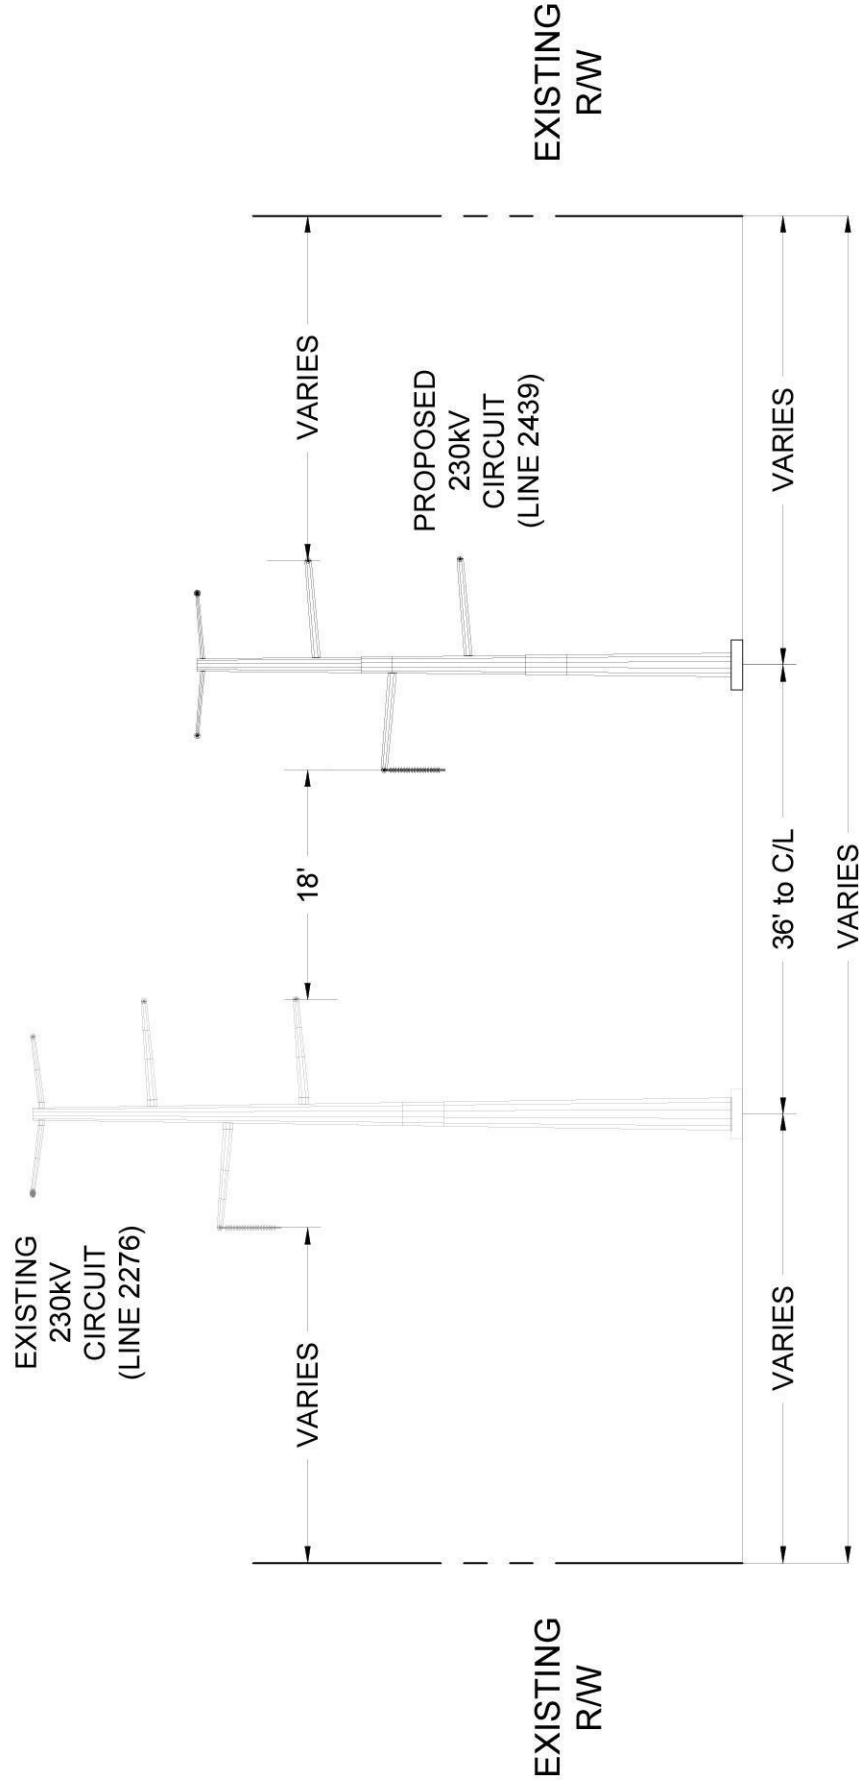 EXISTING
230kV
CIRCUIT
(LINE 2276)
PROPOSED
230kV
CIRCUIT
(LINE 2439)
VARIES
18'
VARIES
EXISTING
R/W
EXISTING
R/W
VARIES
36' to C/L
VARIES
VARIES